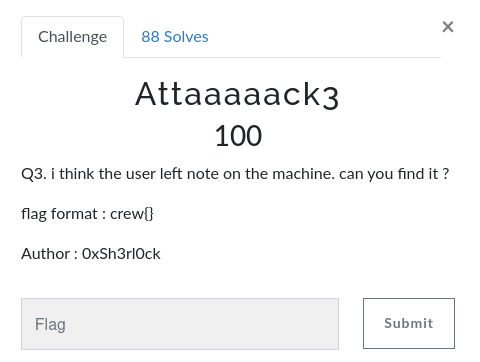 Challenge
88 Solves
×
Attaaaaaack3
100
Q3. i think the user left note on the machine. can you find it ?
flag format : crew{}
Author : 0xSh3rl0ck
Flag
Submit